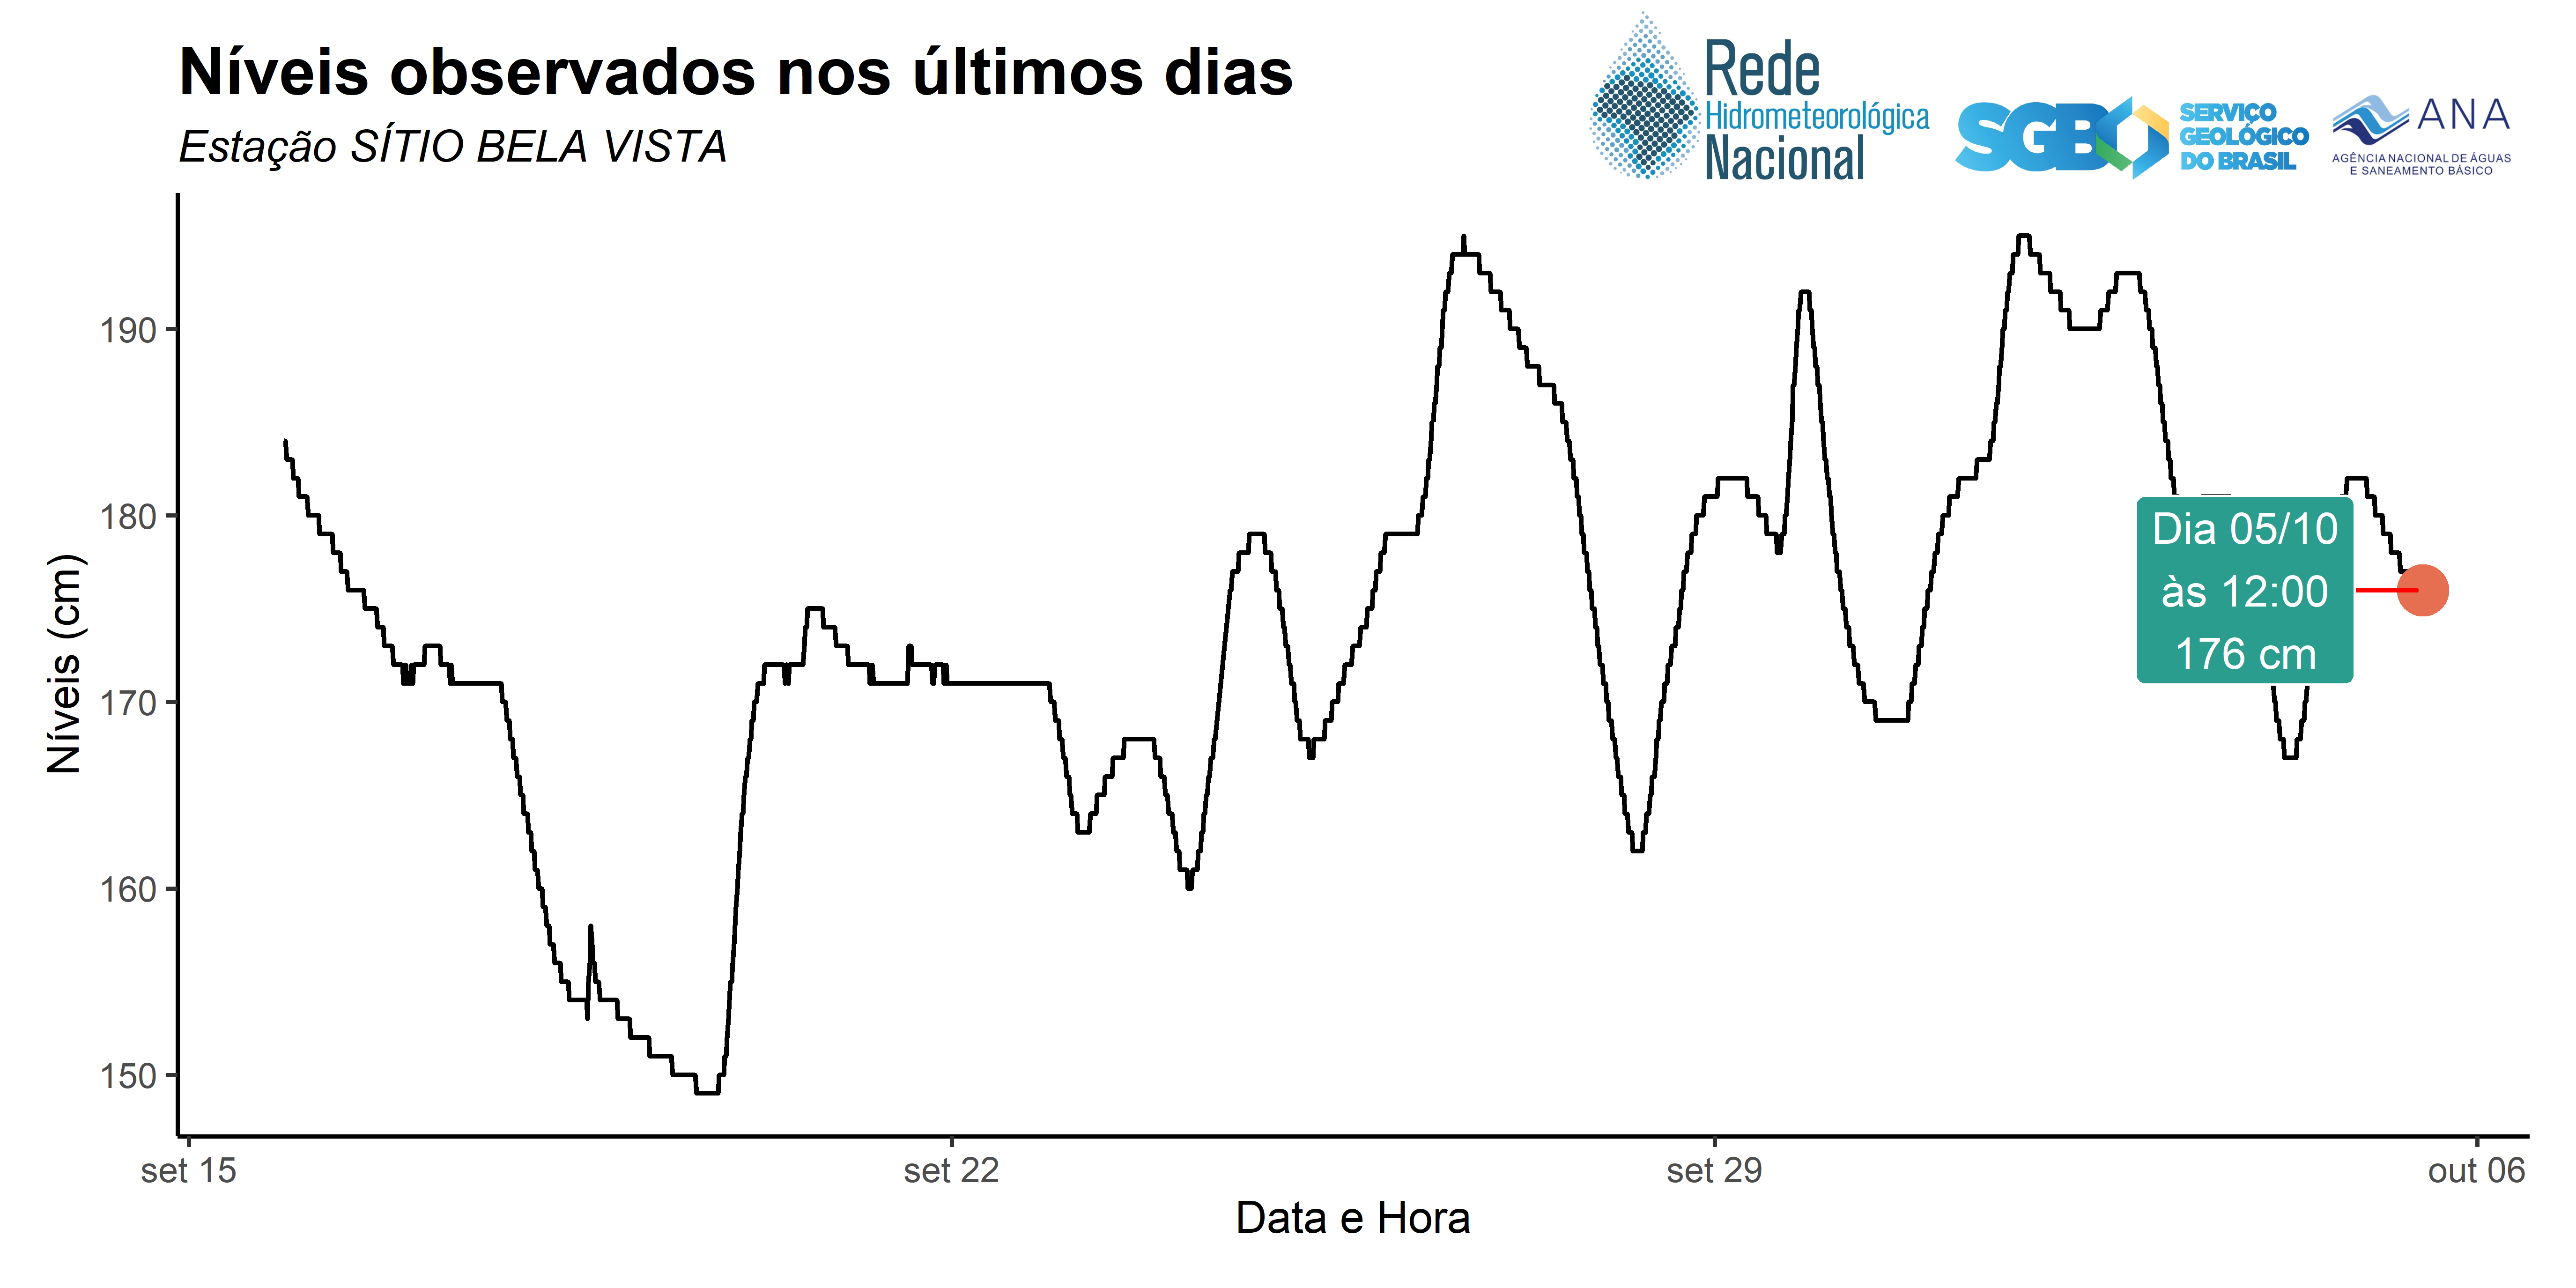 Níveis observados nos últimos dias
Estação SÍTIO BELA VISTA
Rede
Hidrometeorológica
Nacional
SGB
SERVIÇO
GEOLÓGICO
DO BRASIL
ANA
AGÊNCIA NACIONAL DE ÁGUAS
E SANEAMENTO BÁSICO
Níveis (cm)
190
180
170
160
150
Dia 05/10
às 12:00
176 cm
set 15
set 22
set 29
out 06
Data e Hora